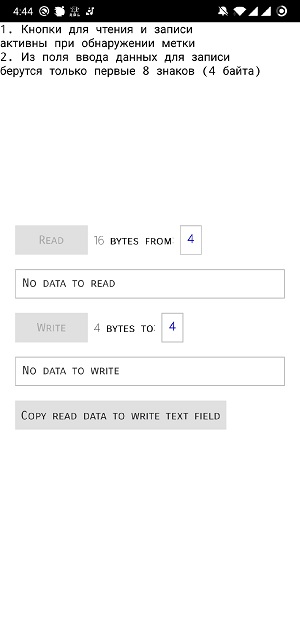 4:44
1. Кнопки для чтения и записи
активны при обнаружении метки
2. Из поля ввода данных для записи
берутся только первые 8 знаков (4 байта)
Read 16 bytes from: 4
No data to read
Write 4 bytes to: 4
No data to write
Copy read data to write text field